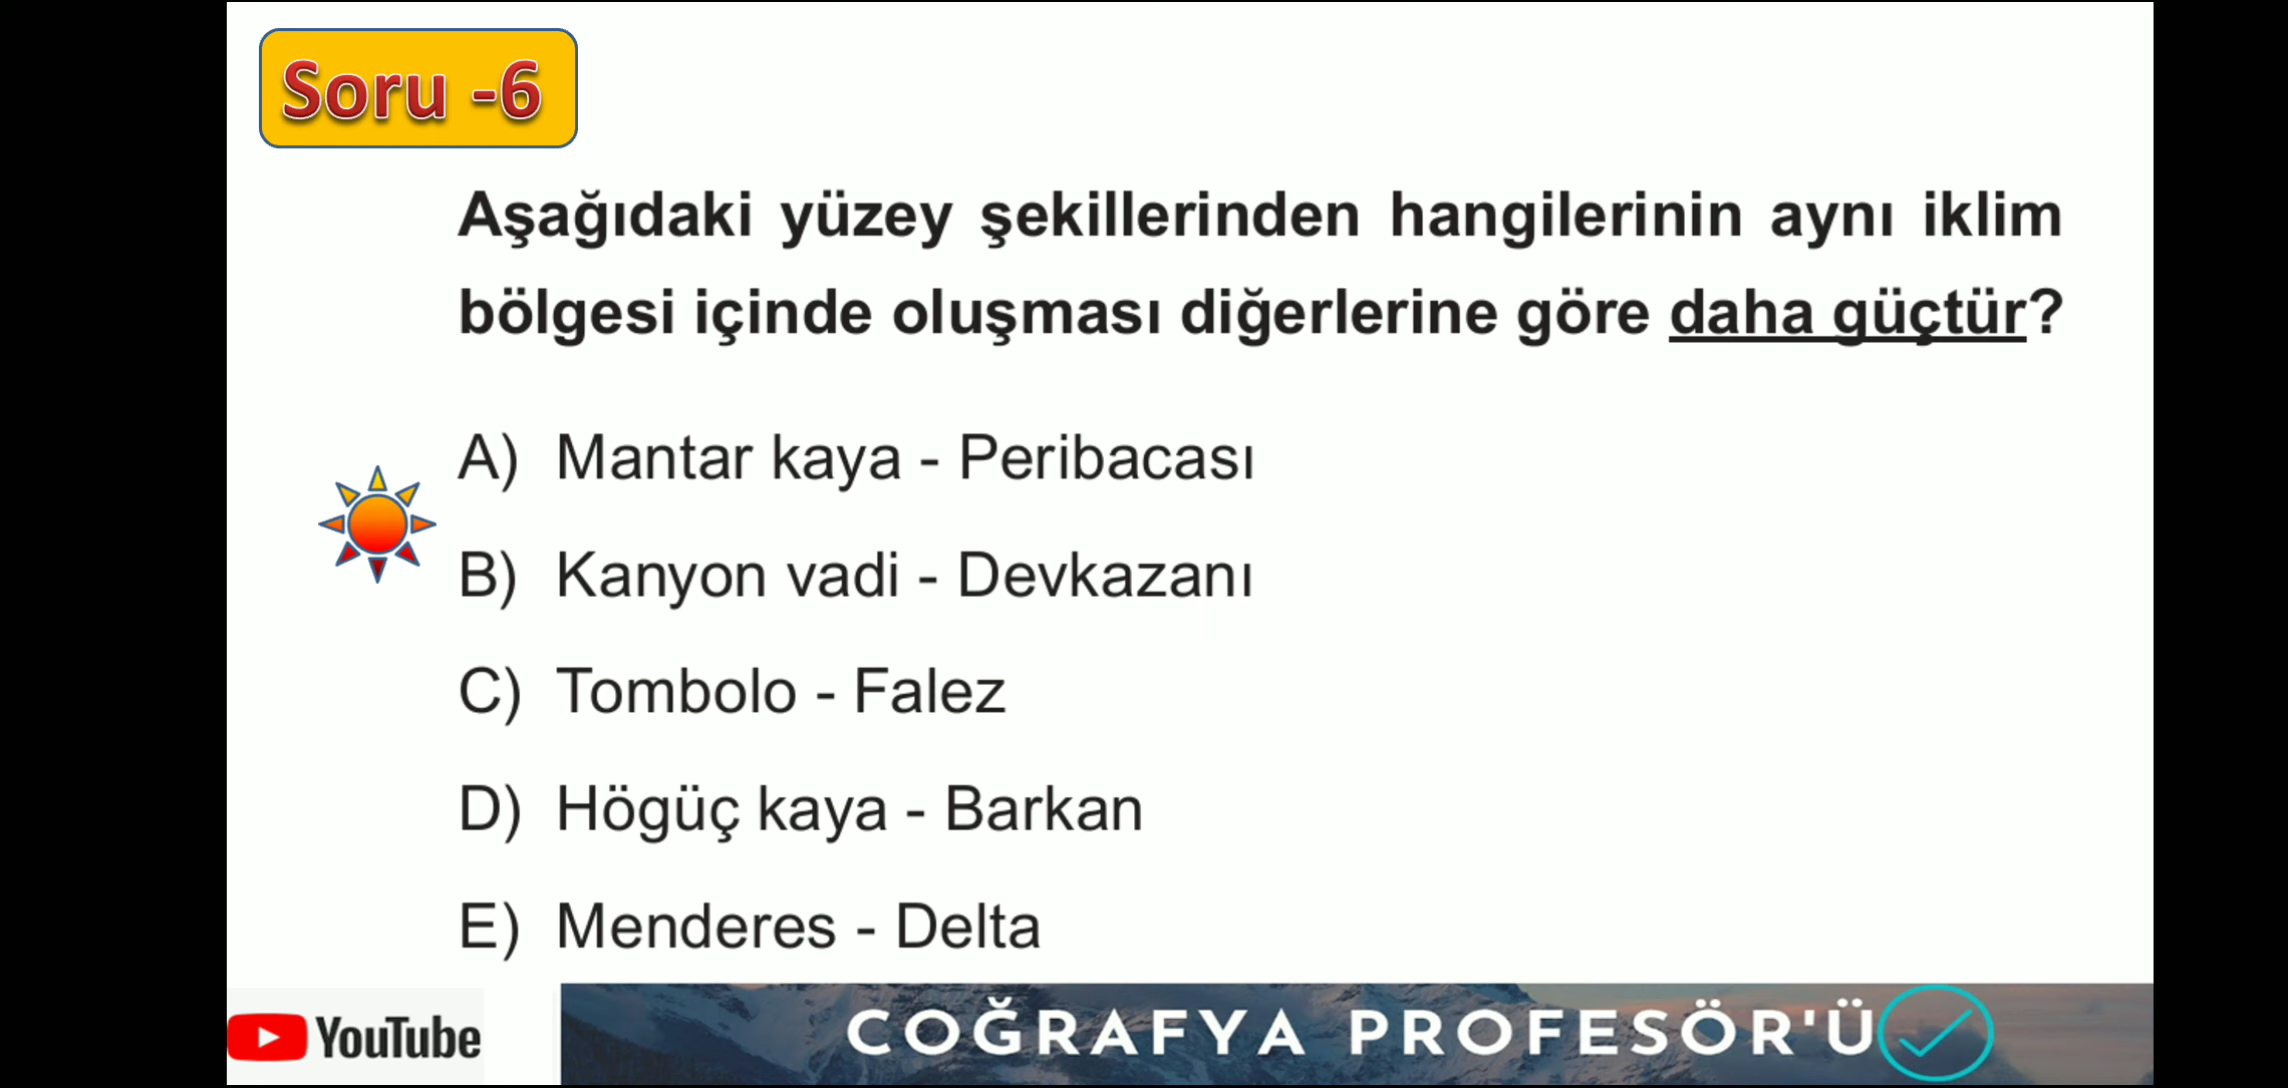 Soru -6
Aşağıdaki yüzey şekillerinden hangilerinin aynı iklim
bölgesi içinde oluşması diğerlerine göre daha güçtür?
A) Mantar kaya - Peribacası
B) Kanyon vadi - Devkazanı
C) Tombolo - Falez
D) Högüç kaya - Barkan
E) Menderes - Delta
YouTube
COĞRAFYA PROFESÖR'Ü